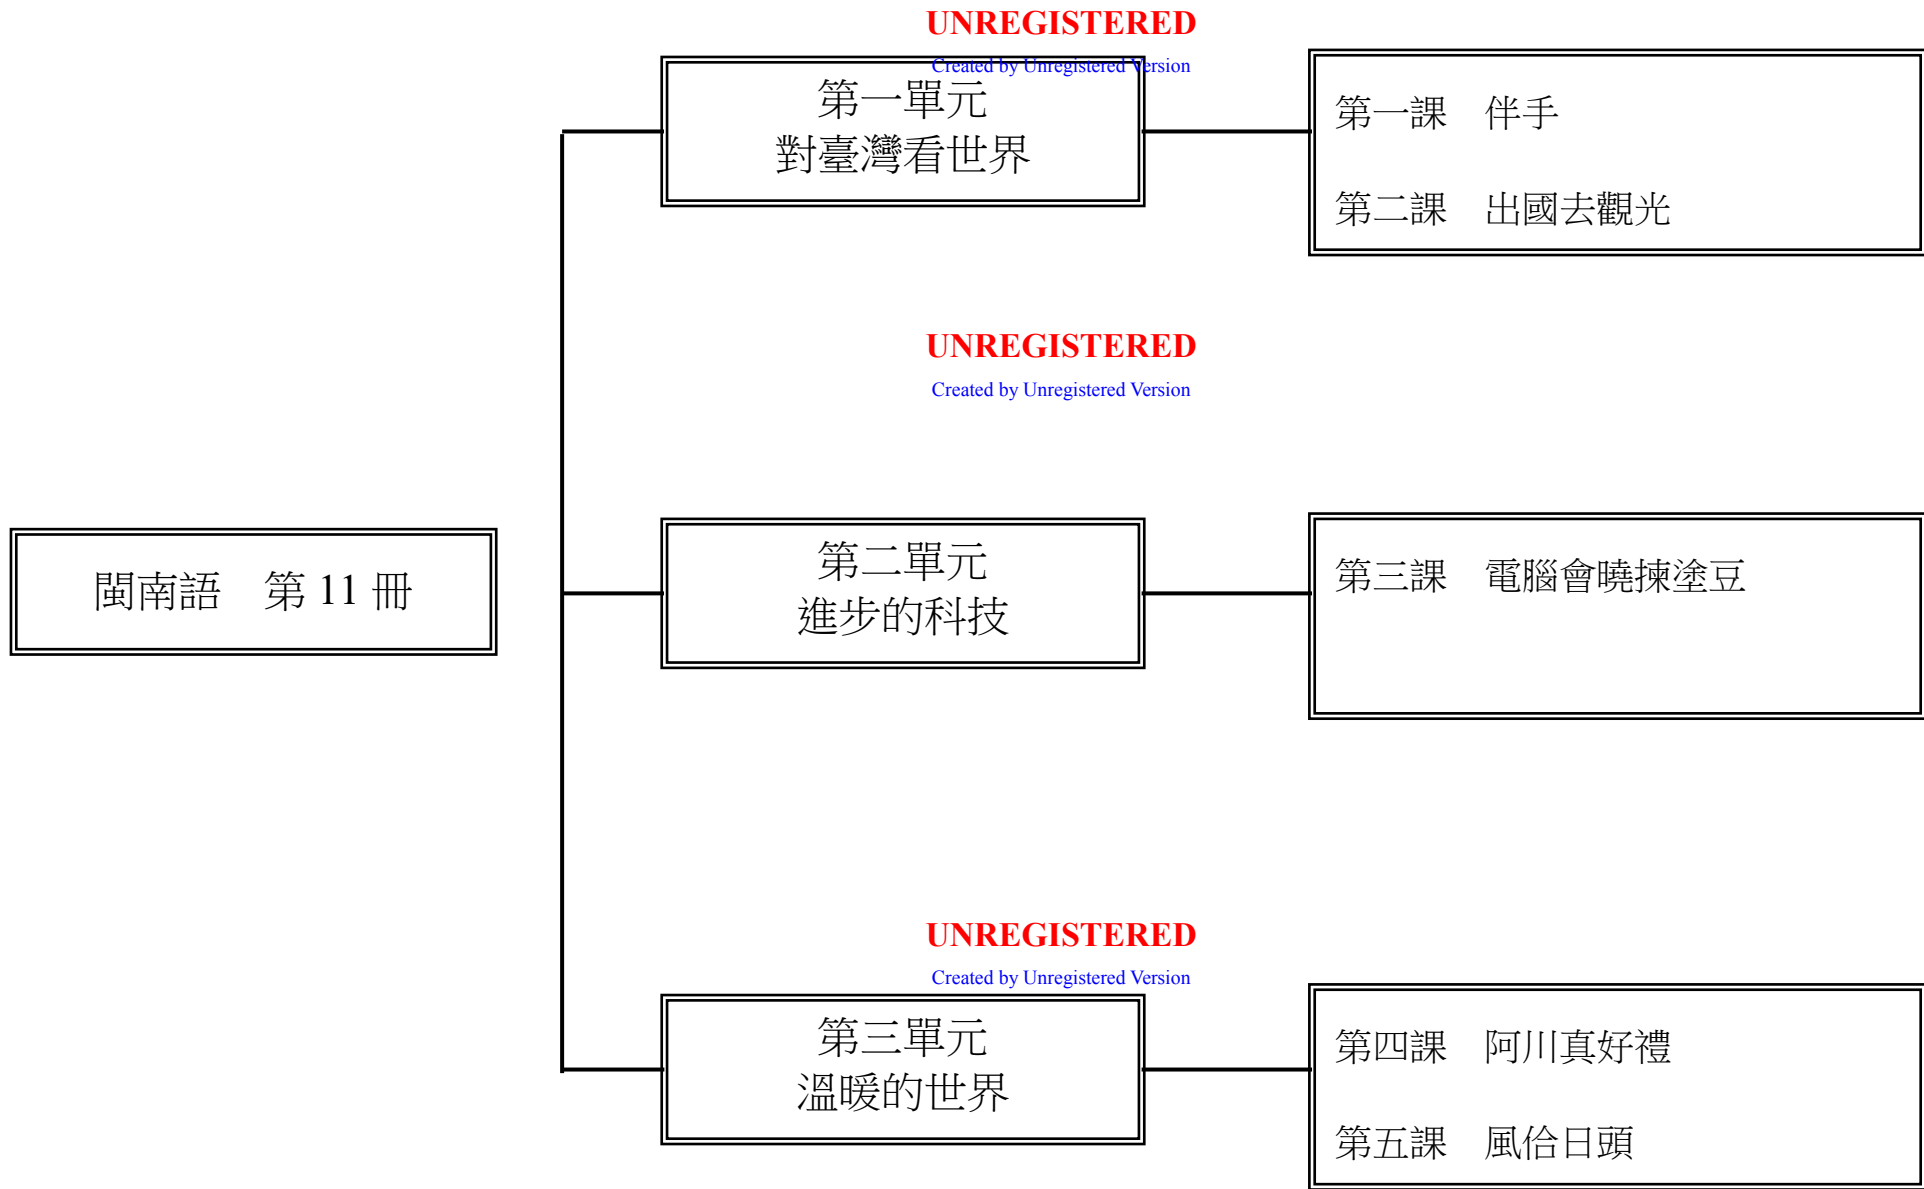 UNREGISTERED
Created by Unregistered Version
第一單元
對臺灣看世界
第一課 伴手
第二課 出國去觀光
UNREGISTERED
Created by Unregistered Version
閩南語 第 11 冊
第二單元
進步的科技
第三課 電腦會曉揀塗豆
UNREGISTERED
Created by Unregistered Version
第三單元
溫暖的世界
第四課 阿川真好禮
第五課 風佮日頭